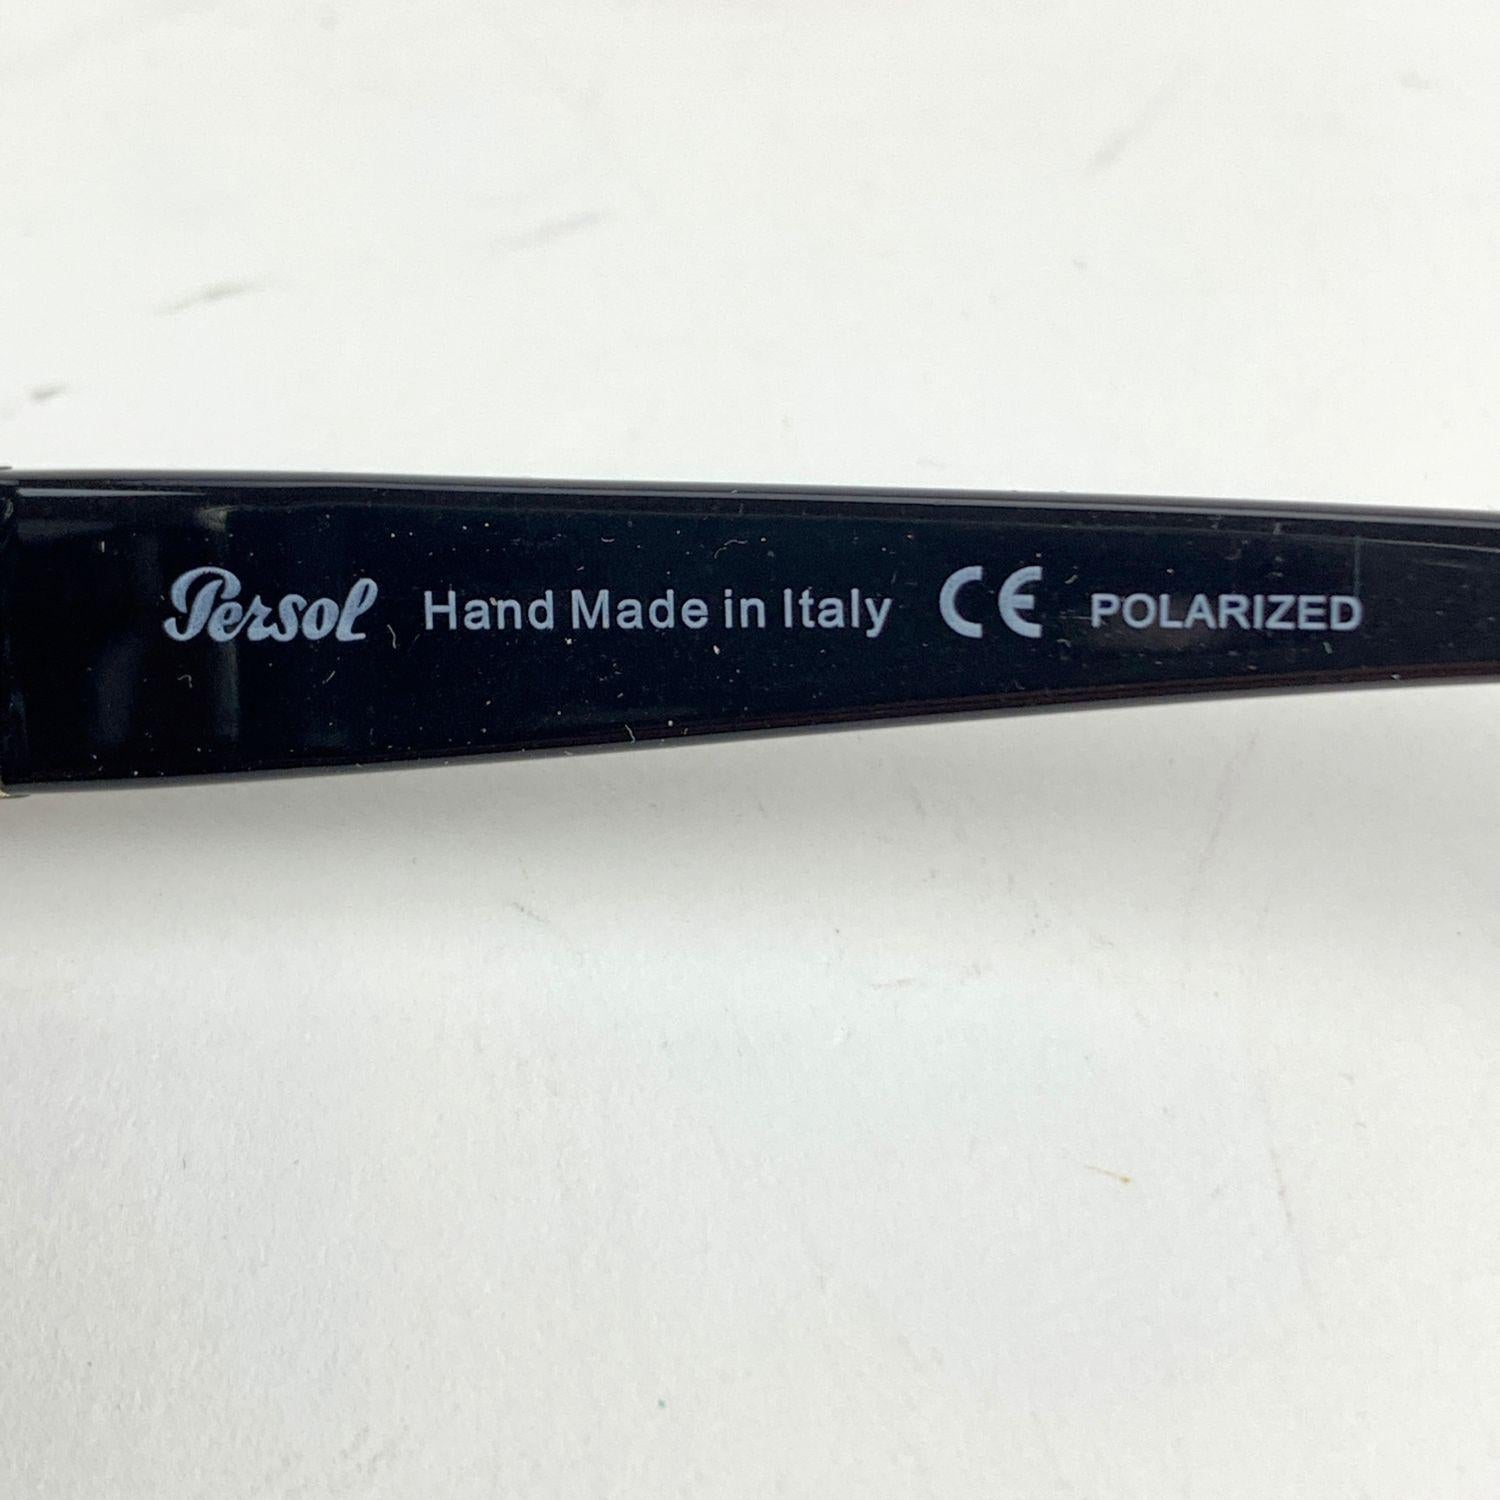 Persol Hand Made in Italy CE POLARIZED